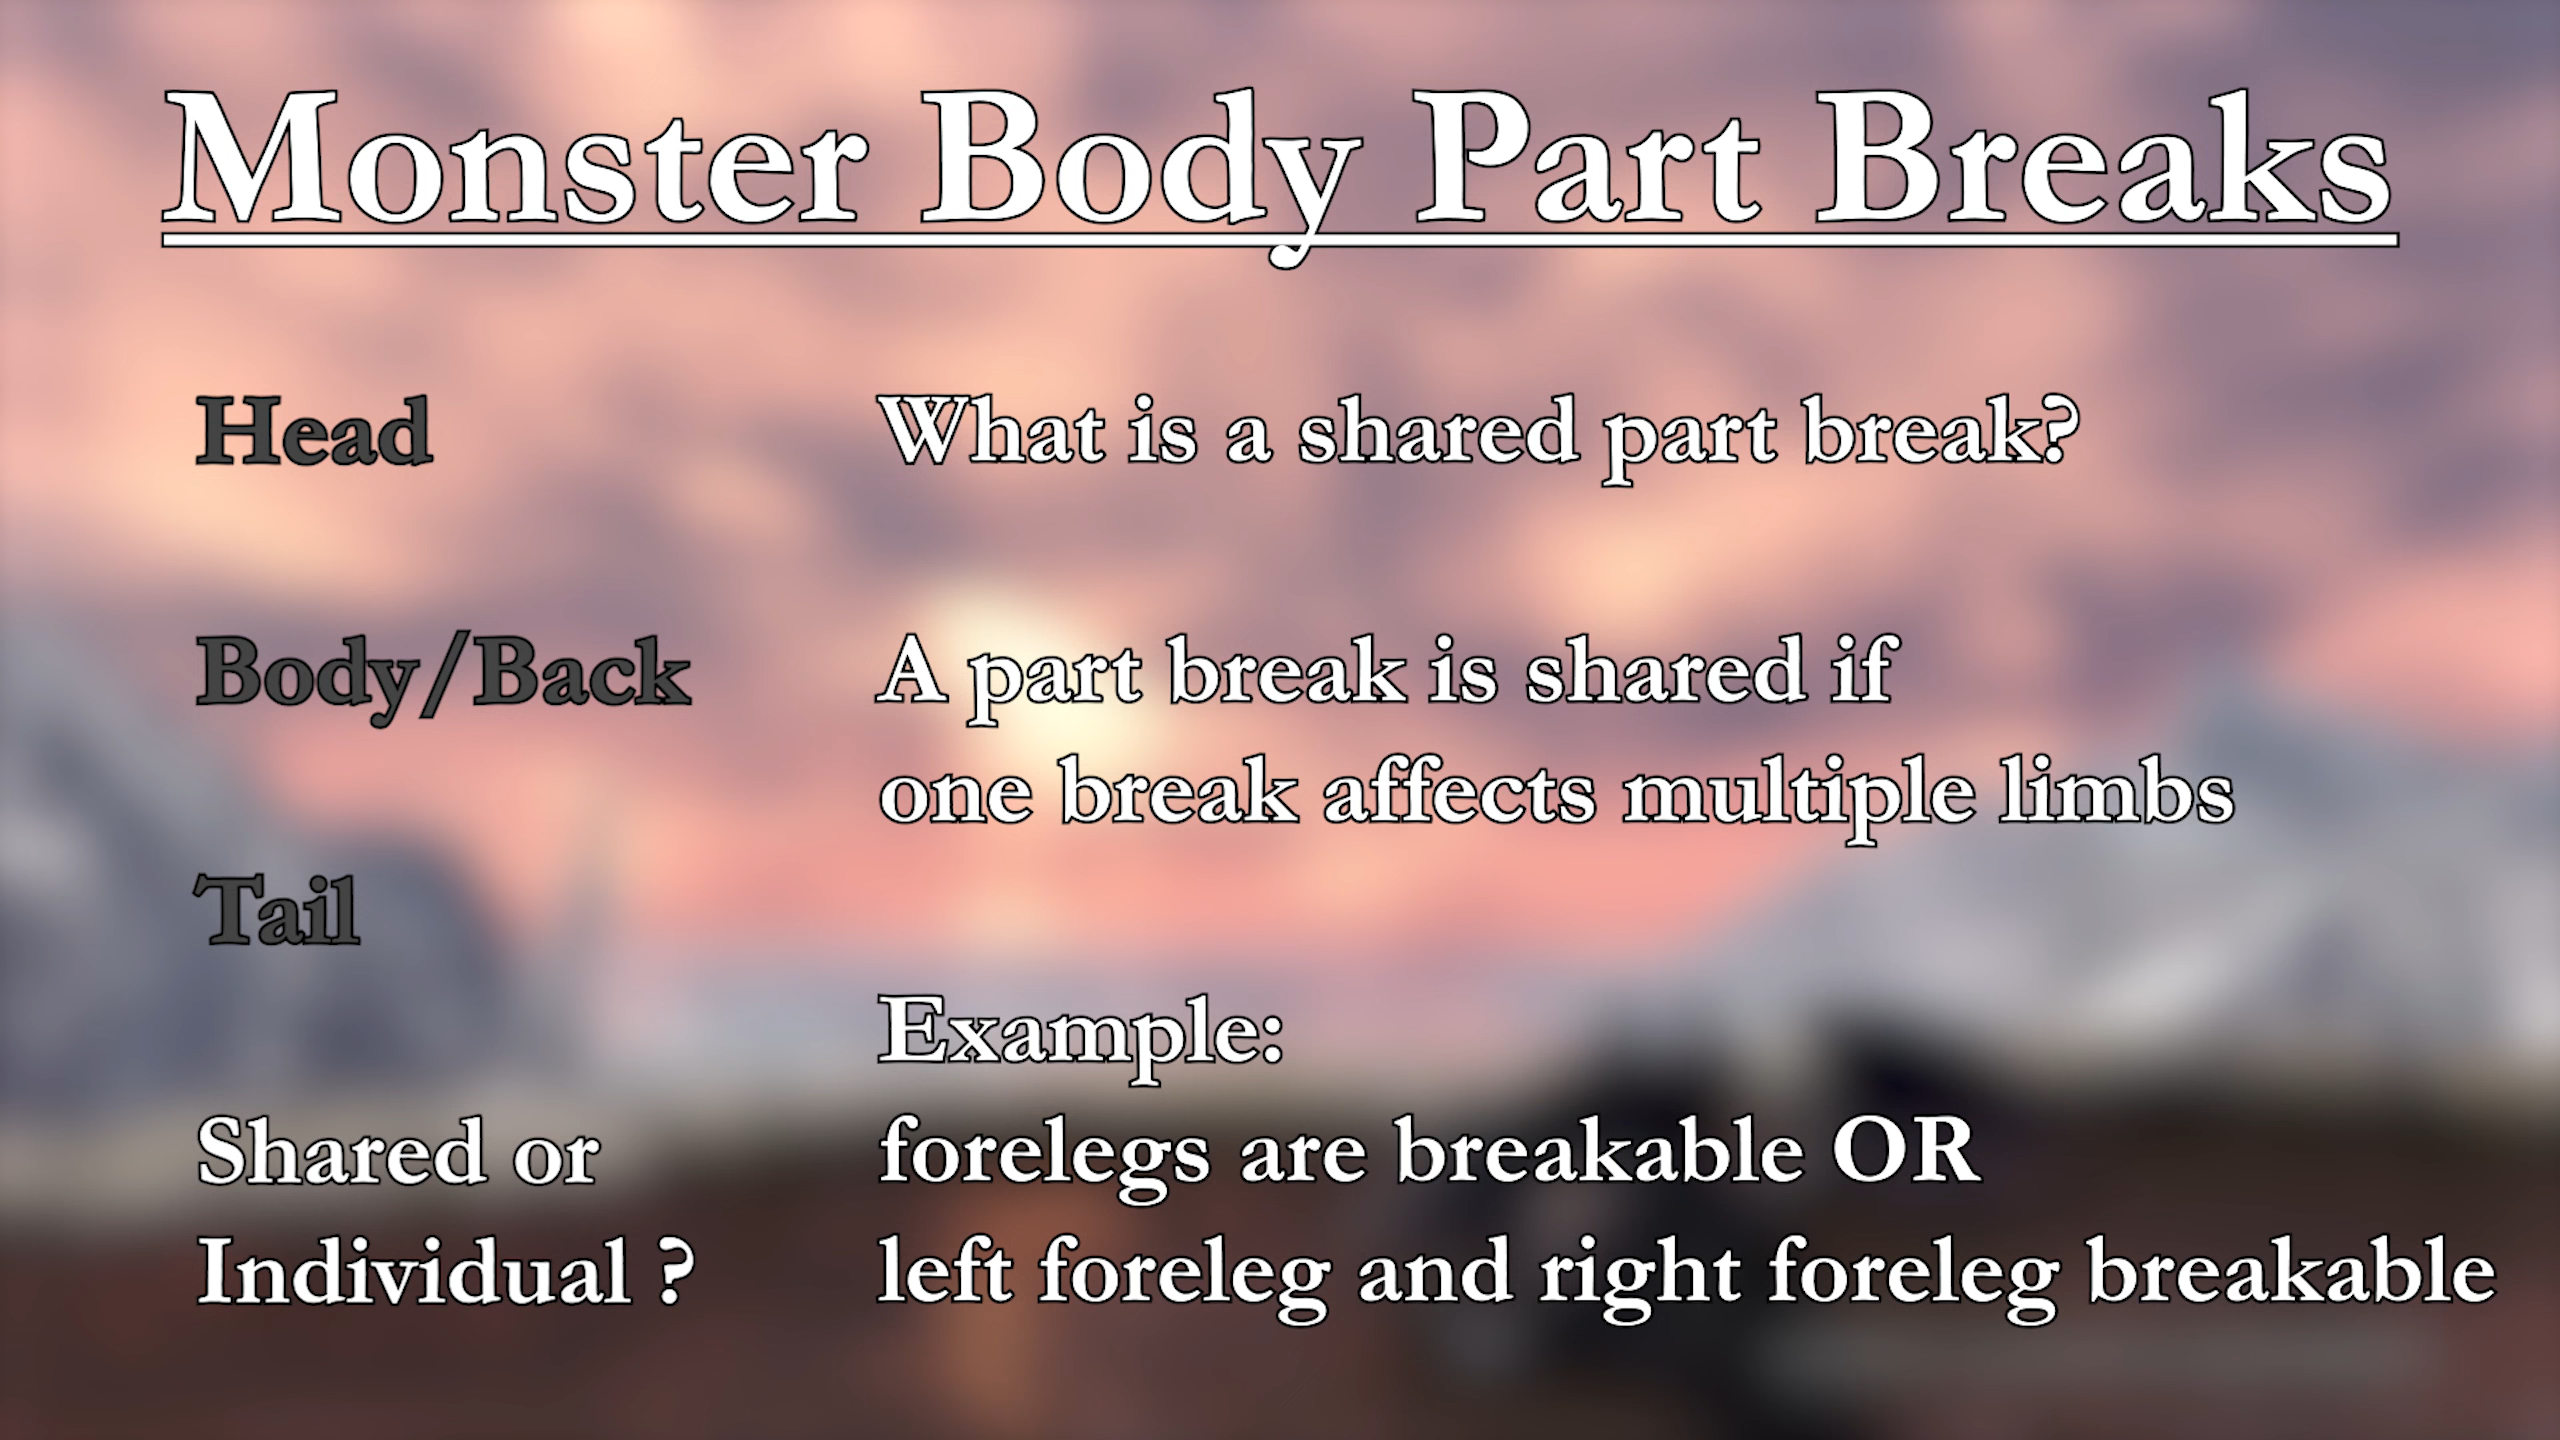 Monster Body Part Breaks
Head
Body/Back
Tail
Shared or
Individual ?
What is a shared part break?
A part break is shared if
one break affects multiple limbs
Example:
forelegs are breakable OR
left foreleg and right foreleg breakable